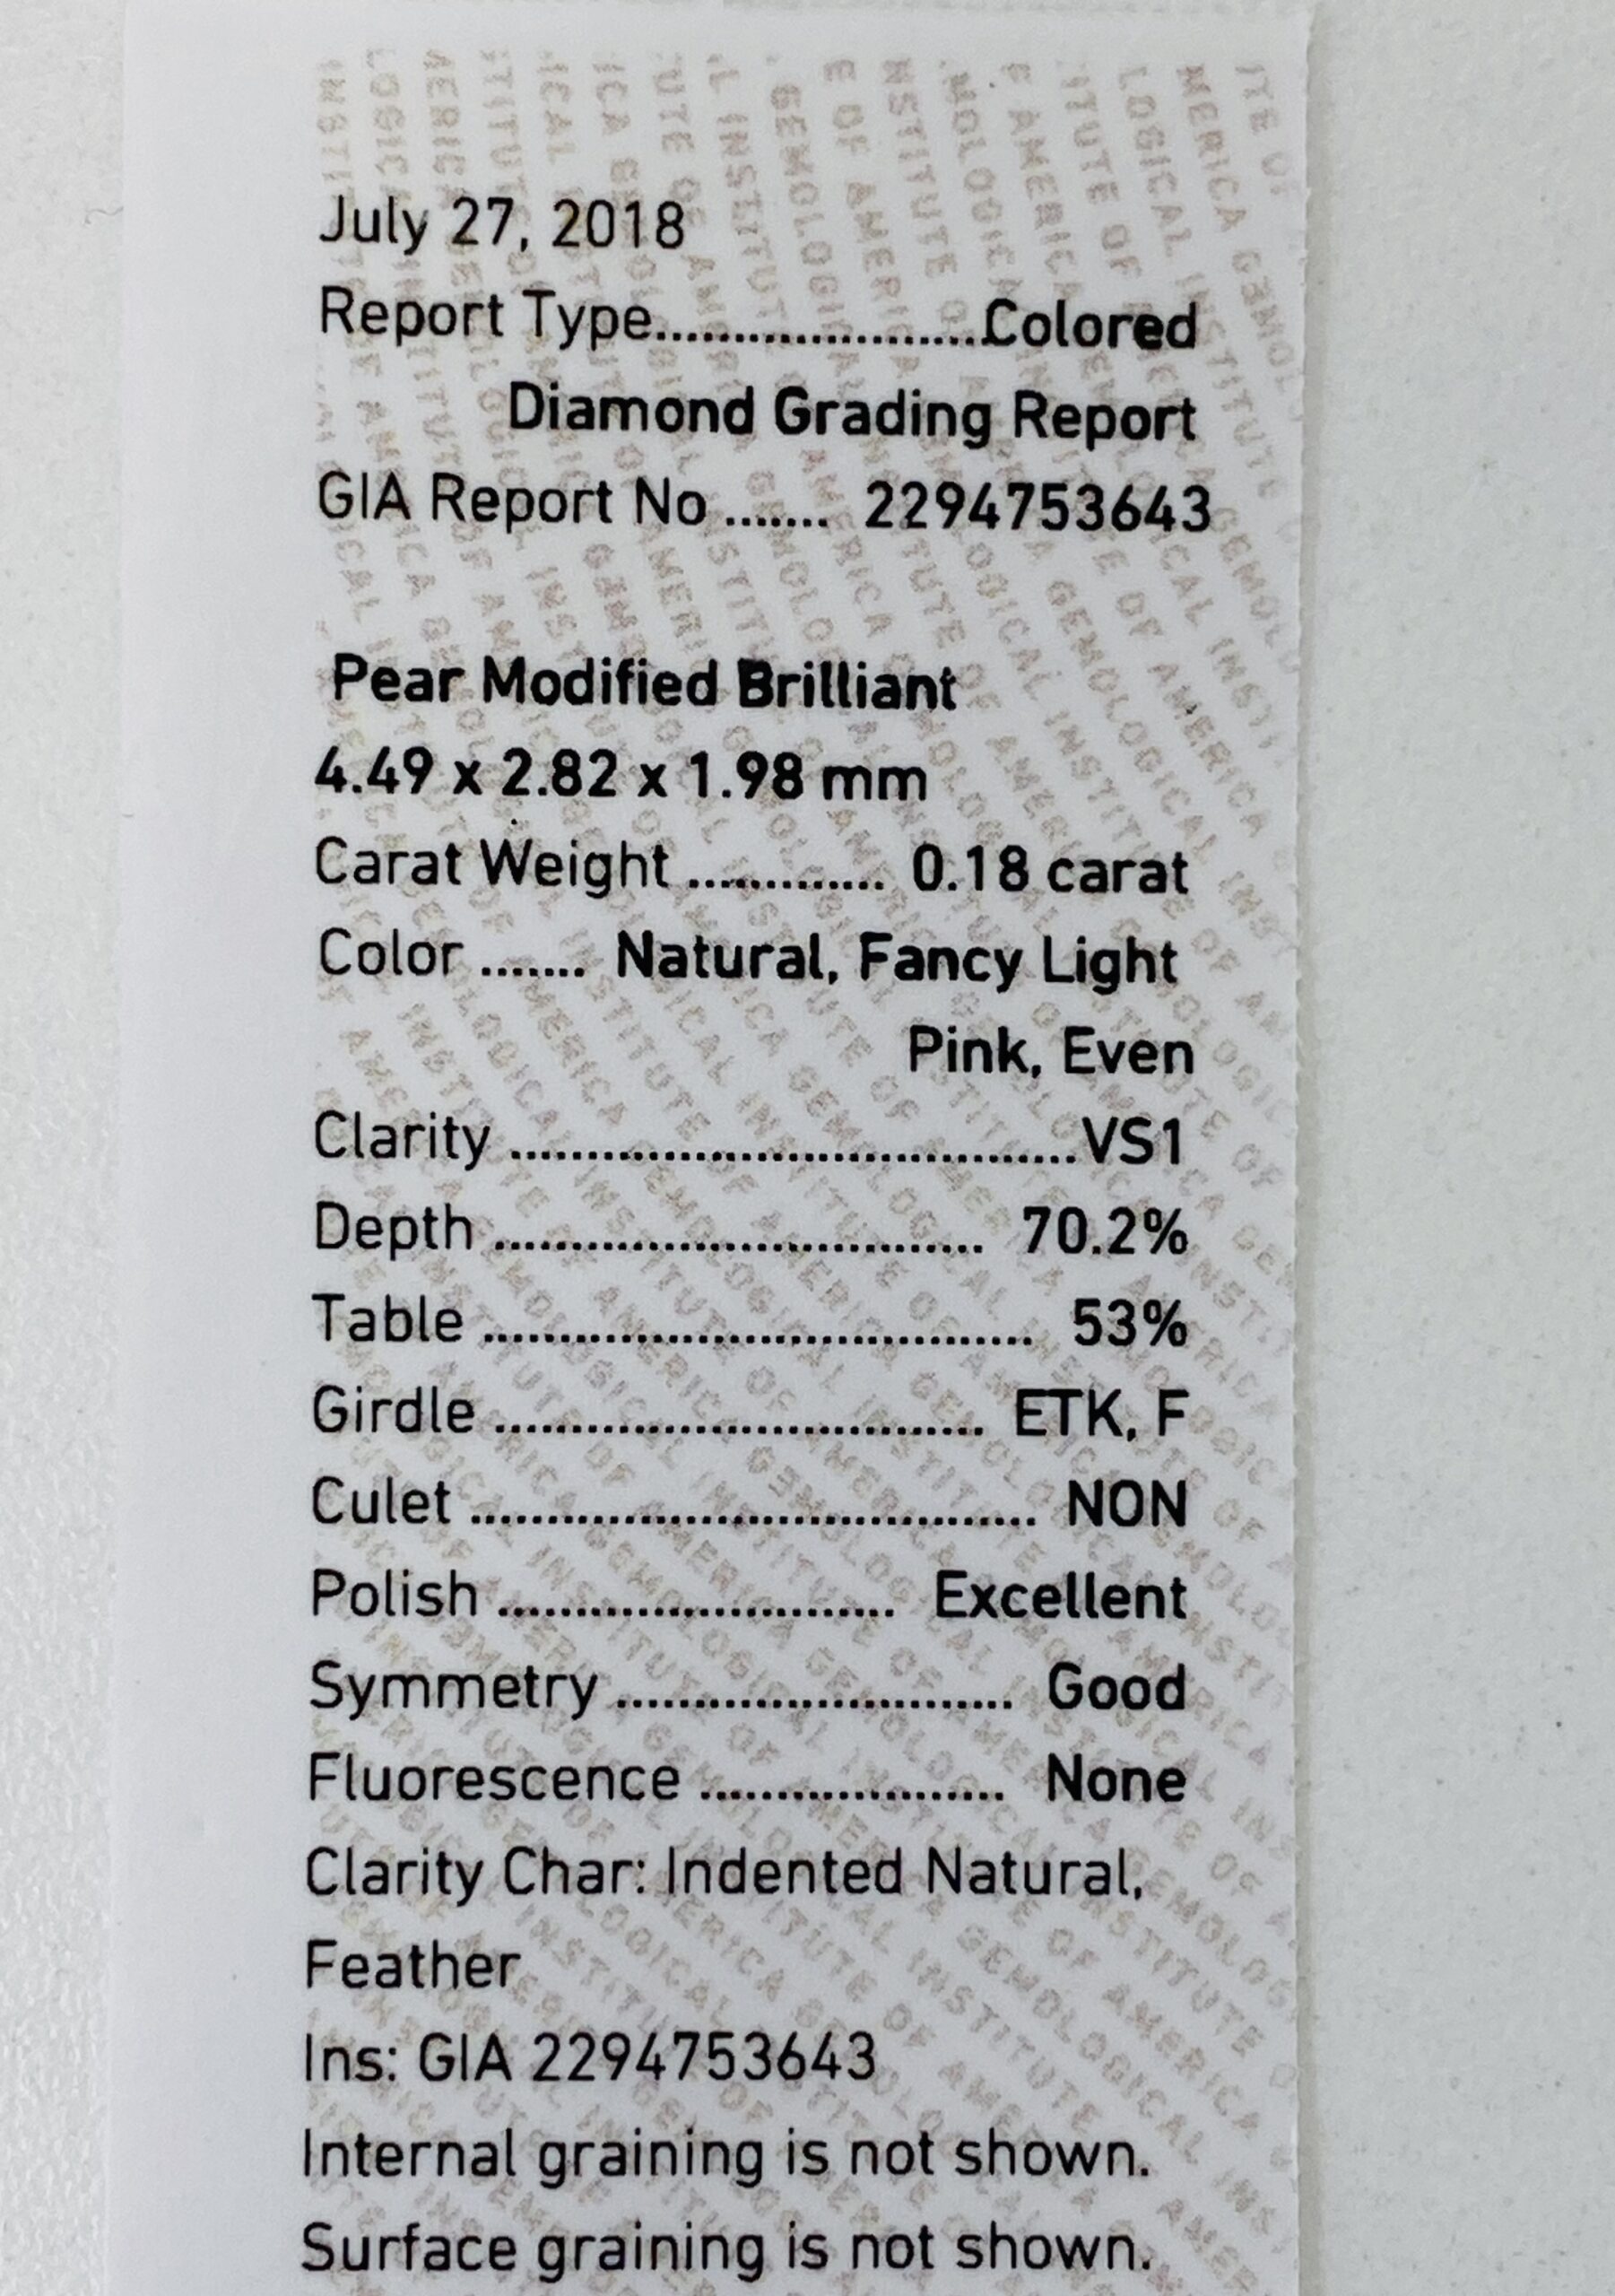 July 27, 2018
Report Type.......................Colored
Diamond Grading Report
GIA Report No ....... 2294753643
Pear Modified Brilliant
4.49 x 2.82 x 1.98 mm
Carat Weight ............. 0.18 carat
Color ....... Natural, Fancy Light
Pink, Even
Clarity .....................................VS1
Depth ................................ 70.2%
Table .................................... 53%
Girdle ................................ ETK, F
Culet ..................................... NON
Polish .......................... Excellent
Symmetry .......................... Good
Fluorescence .................... None
Clarity Char: Indented Natural,
Feather
Ins: GIA 2294753643
Internal graining is not shown.
Surface graining is not shown.